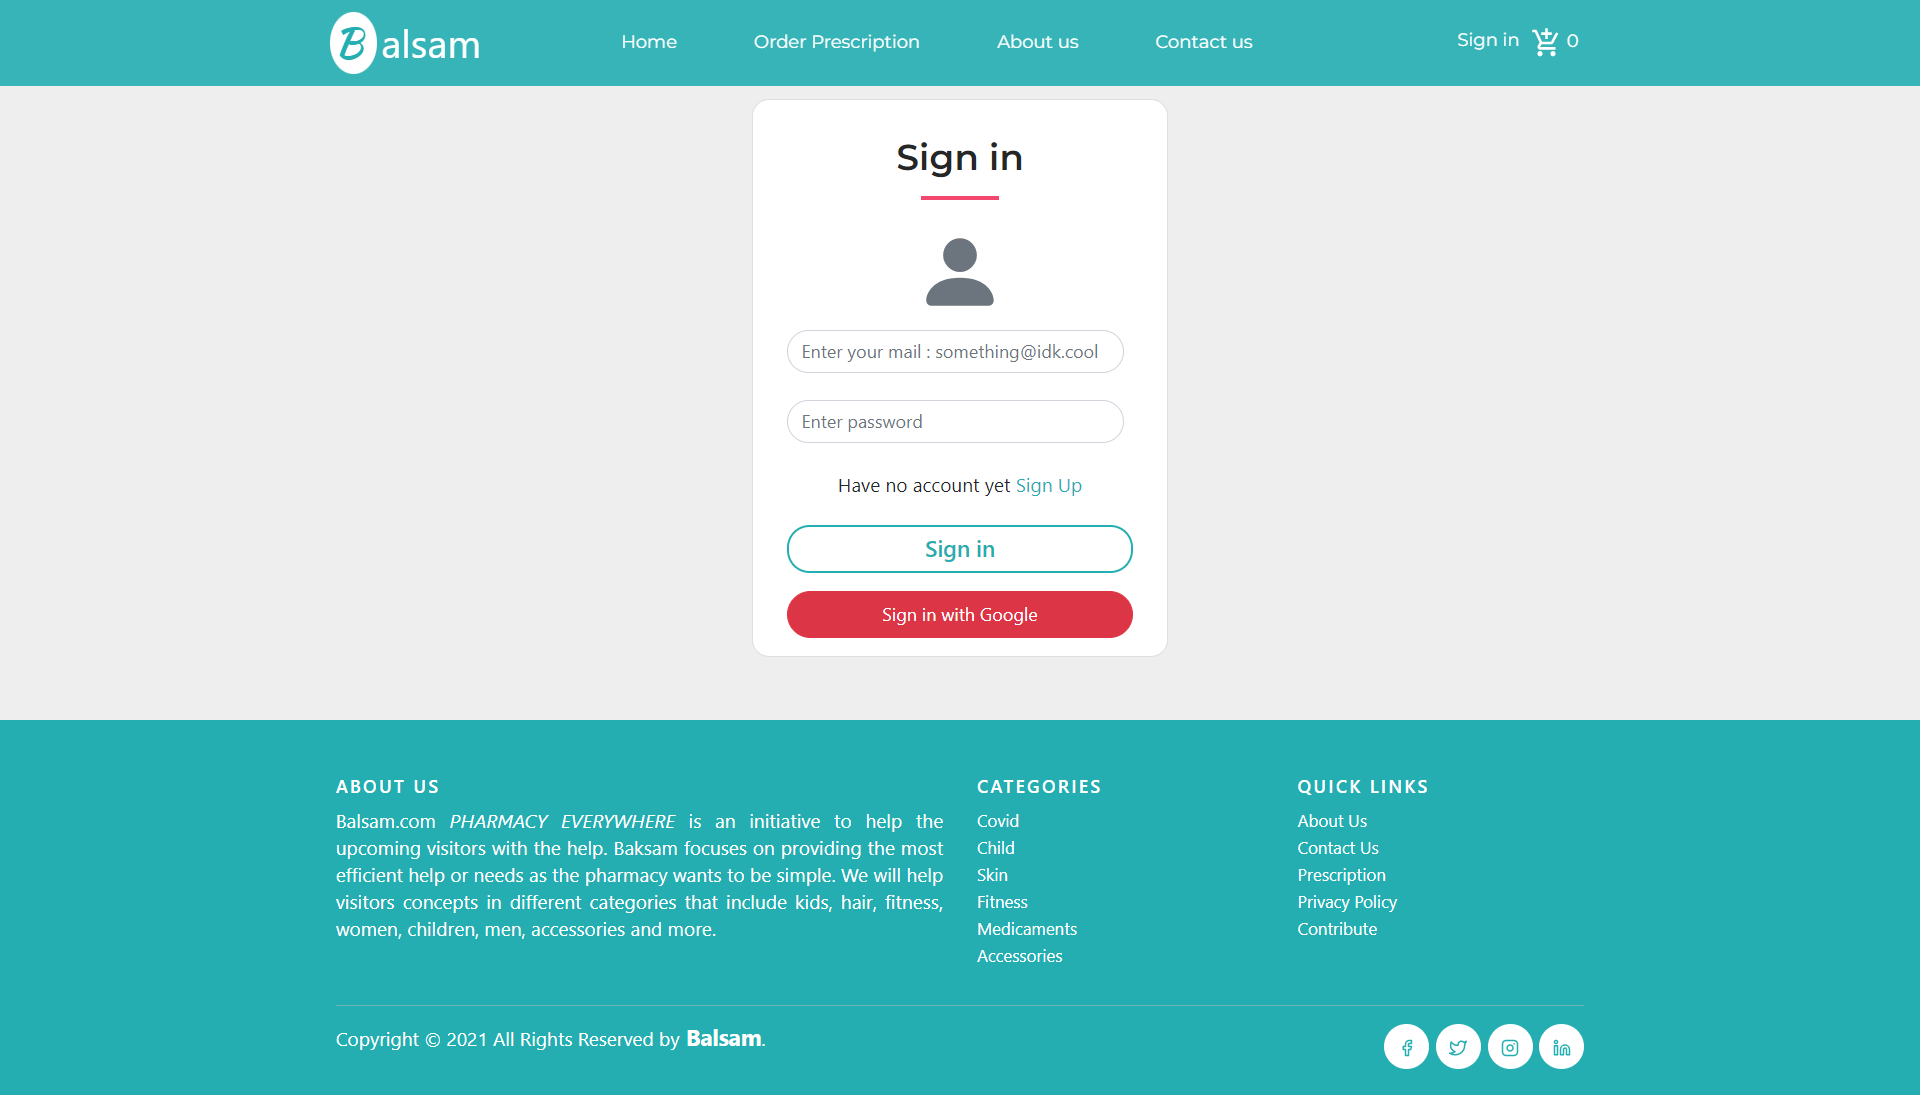 Balsam
Home
Order Prescription
About us
Contact us
Sign in
0
Sign in
Enter your mail : something@idk.cool
Enter password
Have no account yet Sign Up
Sign in
Sign in with Google
ABOUT US
Balsam.com PHARMACY EVERYWHERE is an initiative to help the
upcoming visitors with the help. Baksam focuses on providing the most
efficient help or needs as the pharmacy wants to be simple. We will help
visitors concepts in different categories that include kids, hair, fitness,
women, children, men, accessories and more.
CATEGORIES
Covid
Child
Skin
Fitness
Medicaments
Accessories
QUICK LINKS
About Us
Contact Us
Prescription
Privacy Policy
Contribute
Copyright © 2021 All Rights Reserved by Balsam.